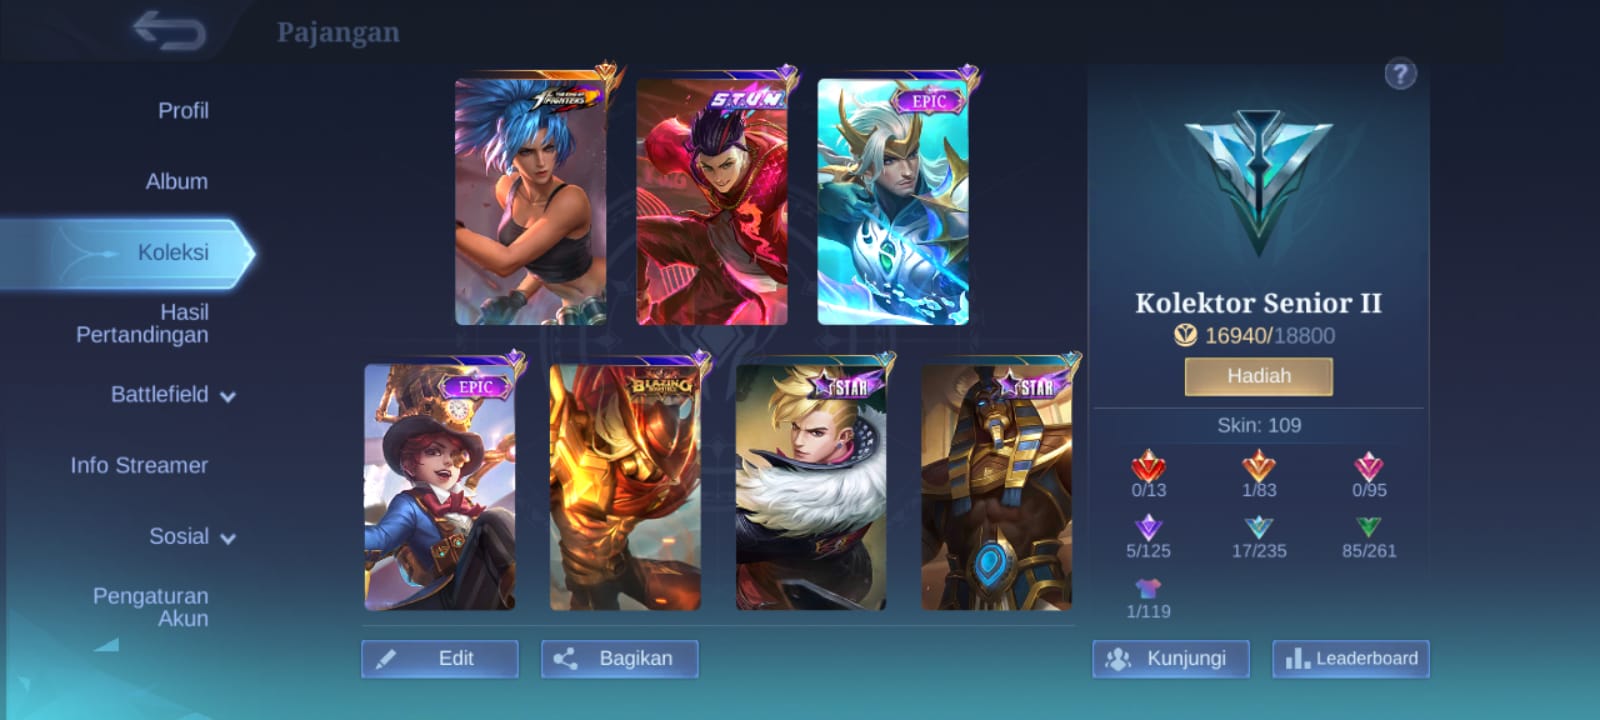 Pajangan
Profil
Album
Koleksi
Hasil
Pertandingan
Battlefield
Info Streamer
Sosial
Pengaturan
Akun
THE KING OF
FIGHTERS
S.T.U.N.
EPIC
EPIC
BLAZING
STAR
STAR
Edit
Bagikan
?
Kolektor Senior II
16940/18800
Hadiah
Skin: 109
0/13
1/83
0/95
5/125
17/235
85/261
1/119
Kunjungi
Leaderboard